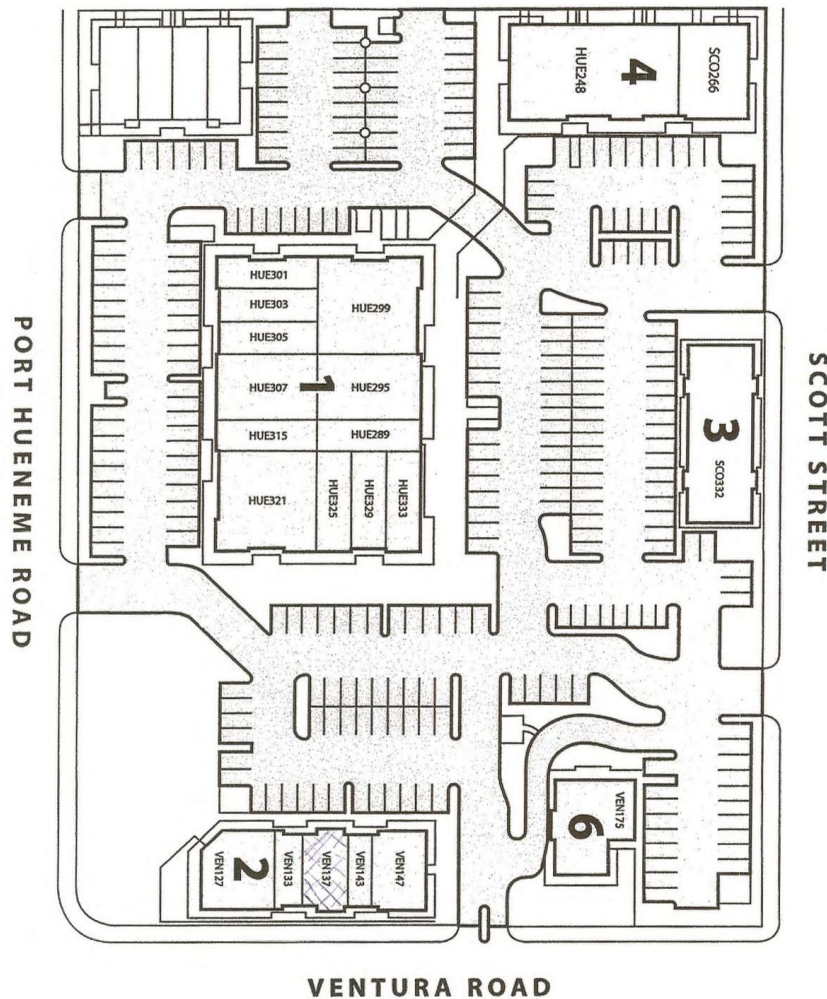 HUE248
4
SCO266
HUE301
HUE303
HUE299
HUE305
HUE307
1
HUE295
HUE315
HUE289
HUE321
HUE325
HUE329
HUE333
3
SCO332
PORT HUENEME ROAD
SCOTT STREET
VEN175
6
2
VEN127
VEN133
VEN137
VEN143
VEN147
VENTURA ROAD